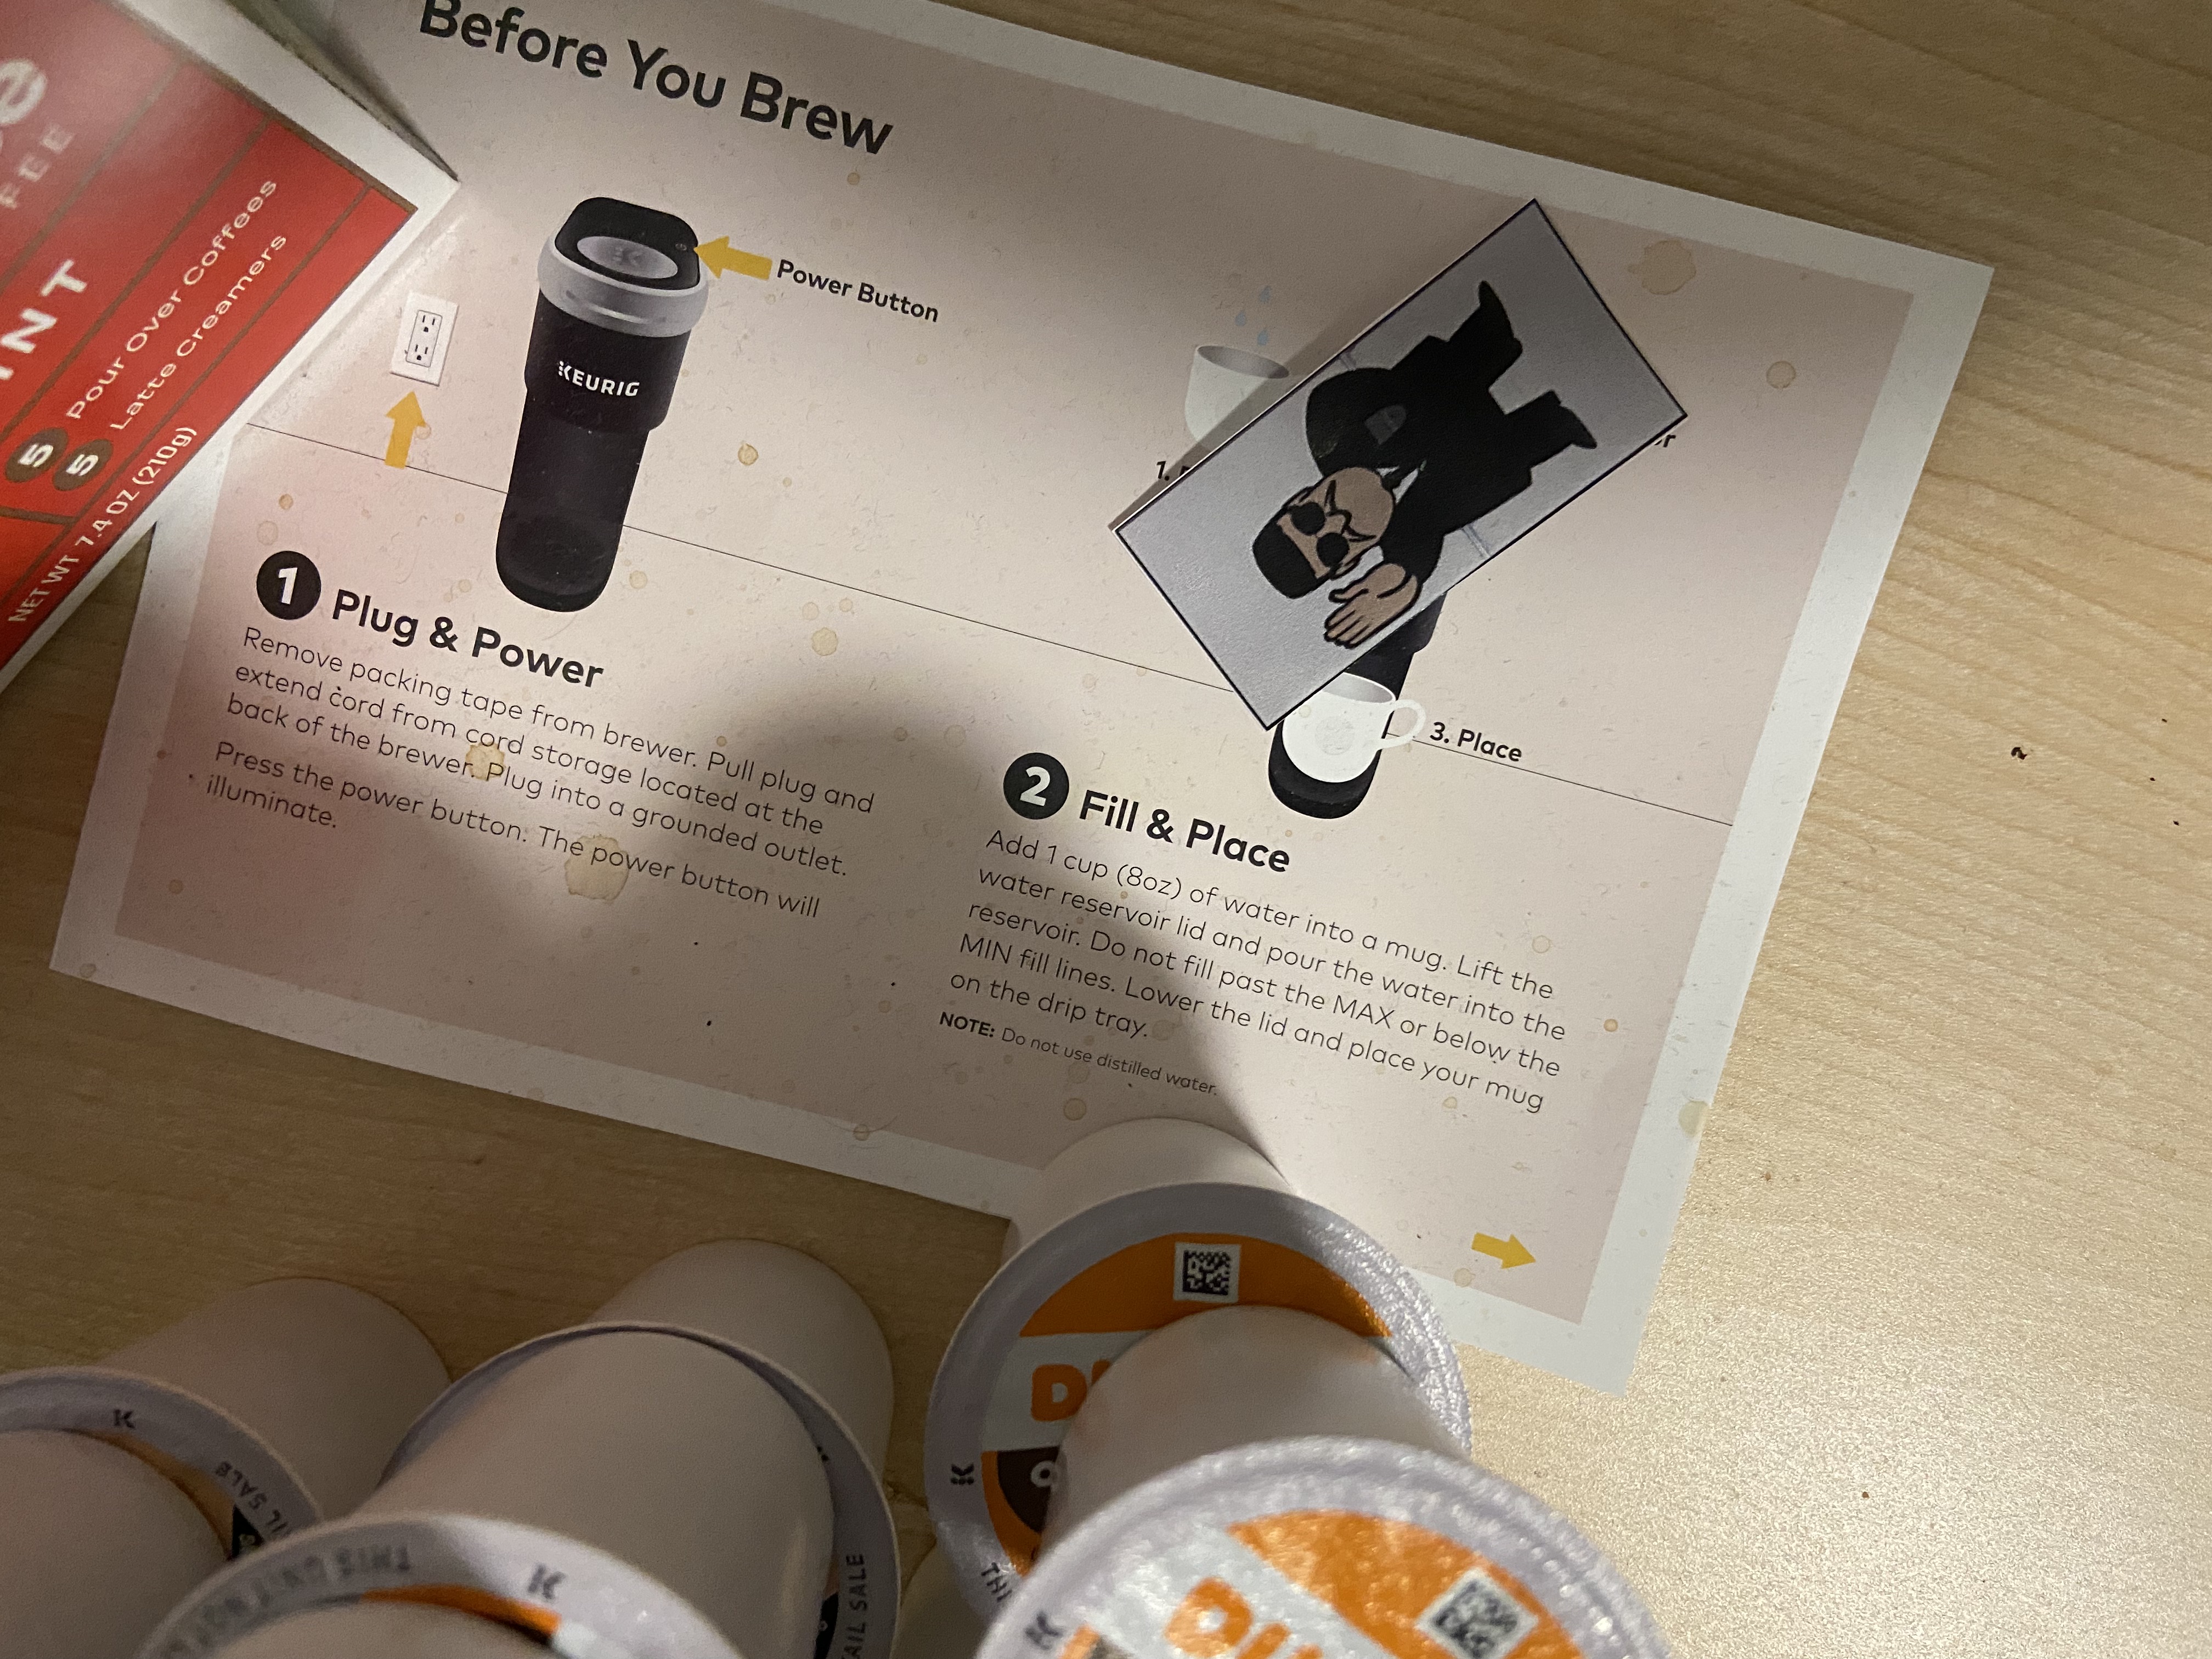 Before You Brew
Power Button
KEURIG
1 Plug & Power
Remove packing tape from brewer. Pull plug and
extend cord from cord storage located at the
back of the brewer. Plug into a grounded outlet.
Press the power button. The power button will
illuminate.
1.
3. Place
2 Fill & Place
Add 1 cup (8oz) of water into a mug. Lift the
water reservoir lid and pour the water into the
reservoir. Do not fill past the MAX or below the
MIN fill lines. Lower the lid and place your mug
on the drip tray.
NOTE: Do not use distilled water.
5 Pour Over Coffees
5 Latte Creamers
NET WT 7.4 OZ (210g)
K
K
AIL SALE